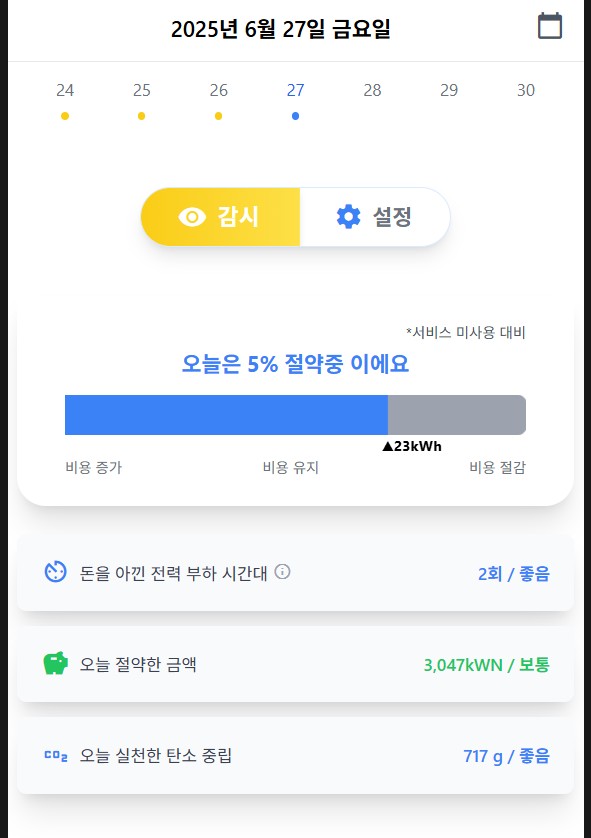 2025년 6월 27일 금요일
24 25 26 27 28 29 30
감시 설정
*서비스 미사용 대비
오늘은 5% 절약중 이에요
▲23kWh
비용 증가 비용 유지 비용 절감
돈을 아낀 전력 부하 시간대 2회 / 좋음
오늘 절약한 금액 3,047kWN / 보통
CO2 오늘 실천한 탄소 중립 717 g / 좋음